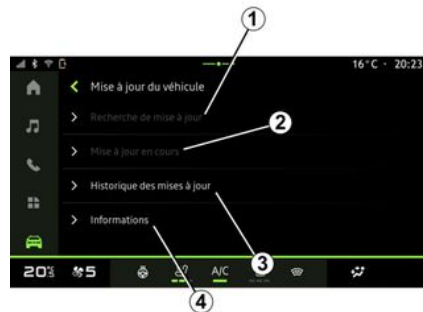 1
16°C · 20:23
Mise à jour du véhicule
Recherche de mise à jour
2
Mise à jour en cours
Historique des mises à jour
Informations
5
A/C
3
4